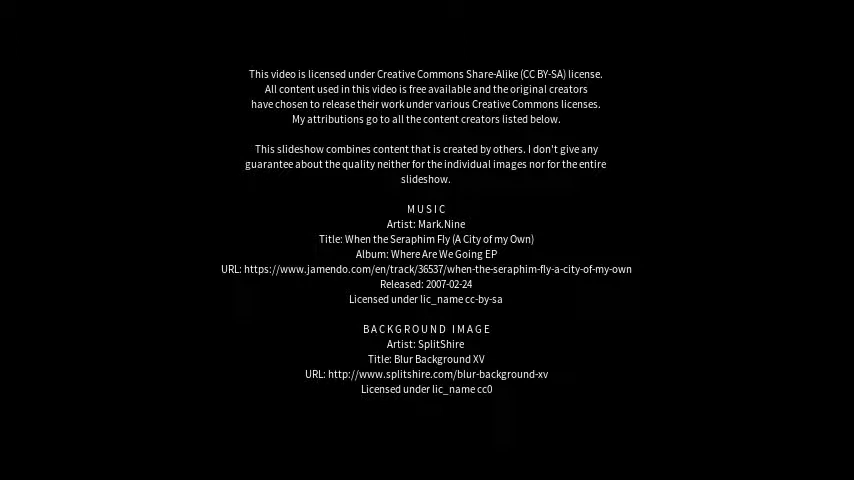 This video is licensed under Creative Commons Share-Alike (CC BY-SA) license.
All content used in this video is free available and the original creators
have chosen to release their work under various Creative Commons licenses.
My attributions go to all the content creators listed below.
This slideshow combines content that is created by others. I don't give any
guarantee about the quality neither for the individual images nor for the entire
slideshow.
MUSIC
Artist: Mark.Nine
Title: When the Seraphim Fly (A City of my Own)
Album: Where Are We Going EP
URL: https://www.jamendo.com/en/track/36537/when-the-seraphim-fly-a-city-of-my-own
Released: 2007-02-24
Licensed under lic_name cc-by-sa
BACKGROUND IMAGE
Artist: SplitShire
Title: Blur Background XV
URL: http://www.splitshire.com/blur-background-xv
Licensed under lic_name cc0